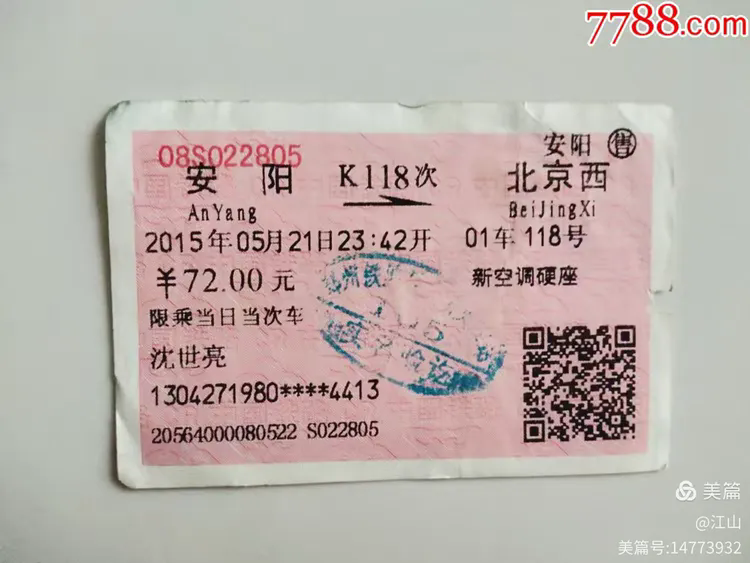 7788.com
08S022805
安阳 售
安阳 K118次 北京西
AnYang BeiJingXi
2015年05月21日23:42开 01车 118号
￥72.00元 新空调硬座
限乘当日当次车
沈世亮
1304271980****4413
20564000080522 S022805
美篇
@江山
美篇号:14773932